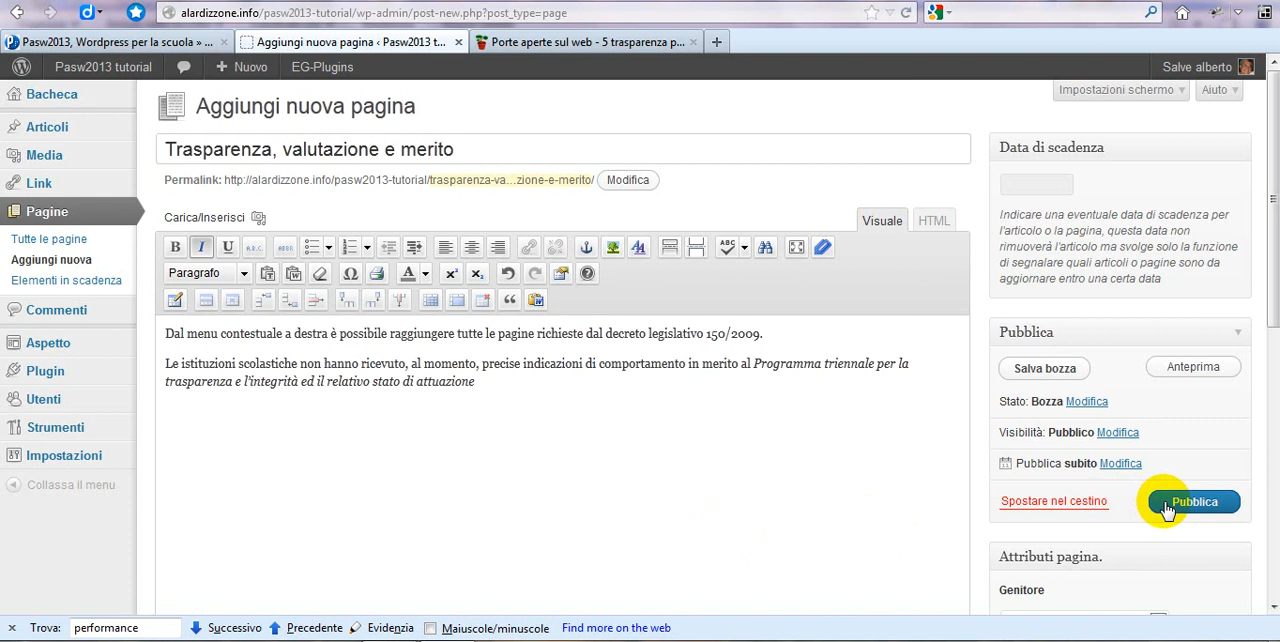 alardizzone.info/pasw2013-tutorial/wp-admin/post-new.php?post_type=page
Pasw2013, Wordpress per la scuola » ...
Aggiungi nuova pagina ‹ Pasw2013 t...
Porte aperte sul web - 5 trasparenza p...
Pasw2013 tutorial
Nuovo
EG-Plugins
Salve alberto
Bacheca
Articoli
Media
Link
Pagine
Tutte le pagine
Aggiungi nuova
Elementi in scadenza
Commenti
Aspetto
Plugin
Utenti
Strumenti
Impostazioni
Collassa il menu
Impostazioni schermo
Aiuto
Aggiungi nuova pagina
Trasparenza, valutazione e merito
Permalink: http://alardizzone.info/pasw2013-tutorial/trasparenza-va...zione-e-merito/ Modifica
Carica/Inserisci
Visuale
HTML
B I U ABC
Paragrafo
Dal menu contestuale a destra è possibile raggiungere tutte le pagine richieste dal decreto legislativo 150/2009.
Le istituzioni scolastiche non hanno ricevuto, al momento, precise indicazioni di comportamento in merito al Programma triennale per la
trasparenza e l'integrità ed il relativo stato di attuazione
Data di scadenza
Indicare una eventuale data di scadenza per
l'articolo o la pagina, questa data non
rimuoverà l'articolo ma svolge solo la funzione
di segnalare quali articoli o pagine sono da
aggiornare entro una certa data
Pubblica
Salva bozza
Anteprima
Stato: Bozza Modifica
Visibilità: Pubblico Modifica
Pubblica subito Modifica
Spostare nel cestino
Pubblica
Attributi pagina.
Genitore
Trova: performance
Successivo
Precedente
Evidenzia
Maiuscole/minuscole
Find more on the web